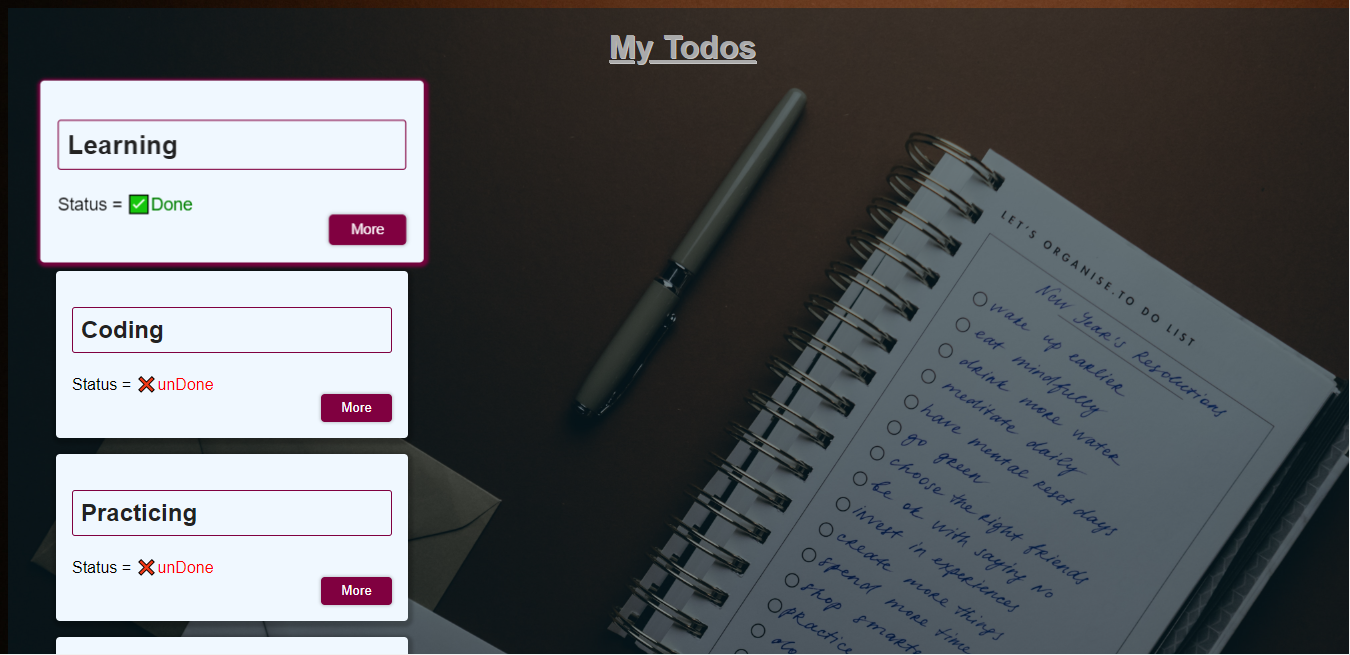 My Todos
Learning
Status = ✅Done
More
Coding
Status = ❌unDone
More
Practicing
Status = ❌unDone
More
LET'S ORGANISE.TO DO LIST
New Year's Resolutions
wake up earlier
eat mindfully
drink more water
meditate daily
have mental reset days
go green
choose the right friends
be ok with saying no
invest in experiences
create more things
spend more time
shop smarte
practice
do